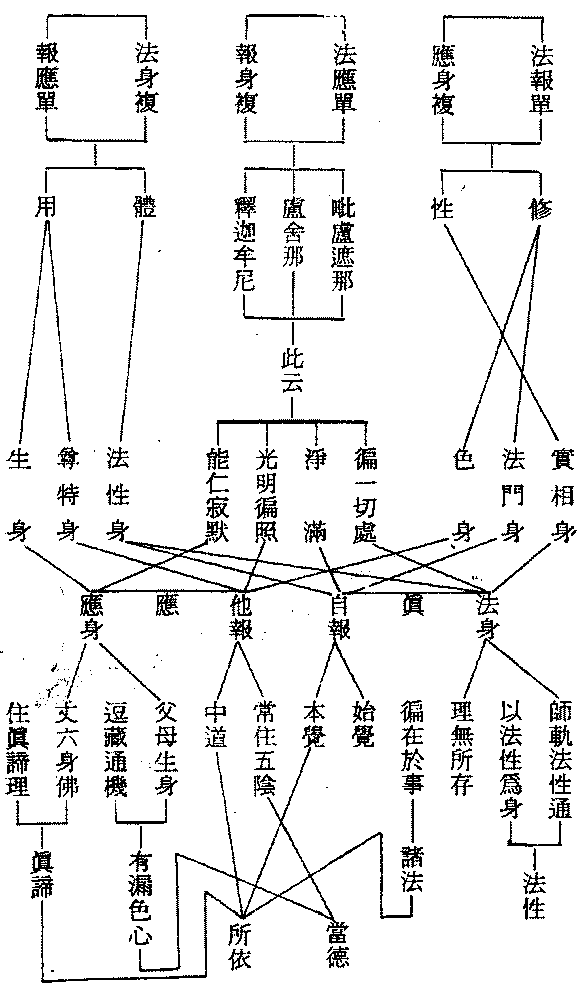 法報單
應身複
法應單
報身複
法身複
報應單
修
性
毗盧遮那
盧舍那
釋迦牟尼
體
用
此云
實相身
法門身
色身
徧一切處
淨滿
光明徧照
能仁寂默
法性身
尊特身
生身
法身
眞
自報
他報
應
應身
師軌法性通
以法性爲身
理無所存
徧在於事
始覺
本覺
常住五陰
中道
父母生身
逗藏通機
丈六身佛
住眞諦理
法性
諸法
當德
所依
有漏色心
眞諦